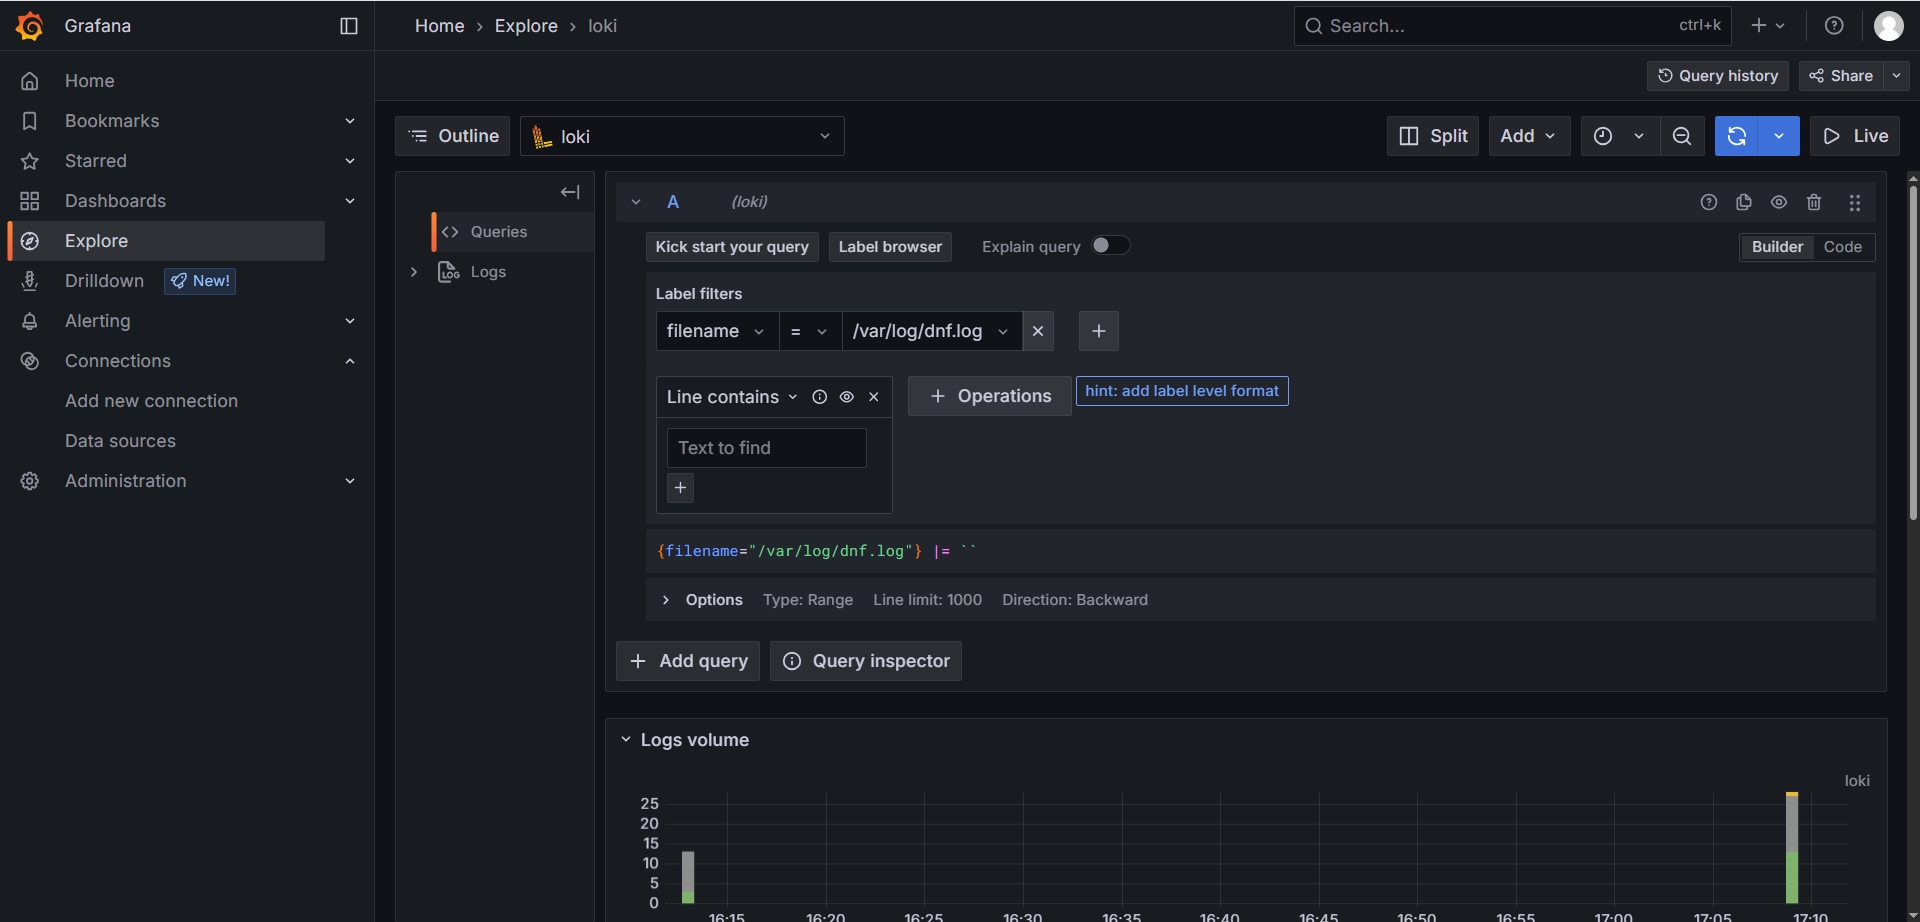 Grafana
Home › Explore › loki
Search... ctrl+k
Home
Bookmarks
Starred
Dashboards
Explore
Drilldown New!
Alerting
Connections
Add new connection
Data sources
Administration
Query history Share
Outline loki Split Add Live
Queries
LOG Logs
A (loki)
Kick start your query Label browser Explain query Builder Code
Label filters
filename = /var/log/dnf.log
Line contains + Operations hint: add label level format
Text to find
+
{filename="/var/log/dnf.log"} |= ``
Options Type: Range Line limit: 1000 Direction: Backward
+ Add query Query inspector
Logs volume
loki
25
20
15
10
5
0
16:15 16:20 16:25 16:30 16:35 16:40 16:45 16:50 16:55 17:00 17:05 17:10